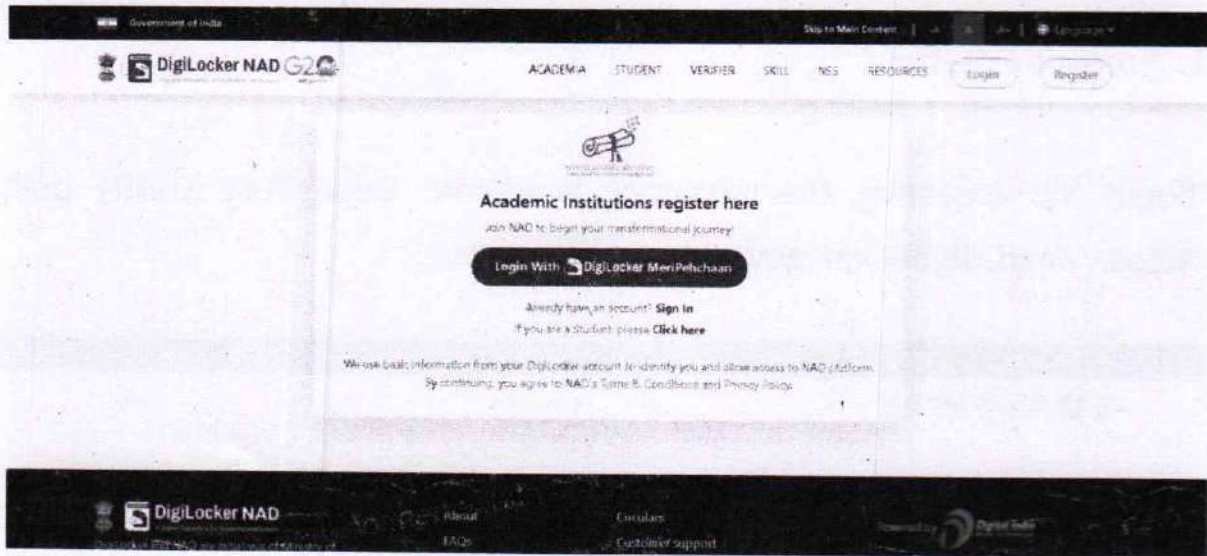 Government of India
Skip to Main Content | -A A A+ | Language
DigiLocker NAD G20
ACADEMIA STUDENT VERIFIER SKILL NSS RESOURCES Login Register
Academic Institutions register here
Join NAD to begin your transformational journey!
Login With DigiLocker MeriPehchaan
Already have an account? Sign In
If you are a Student, please Click here
We use basic information from your DigiLocker account to identify you and allow access to NAD platform.
By continuing, you agree to NAD's Terms & Conditions and Privacy Policy.
DigiLocker NAD
About
Circulars
Powered by Digital India
FAQs
Customer support